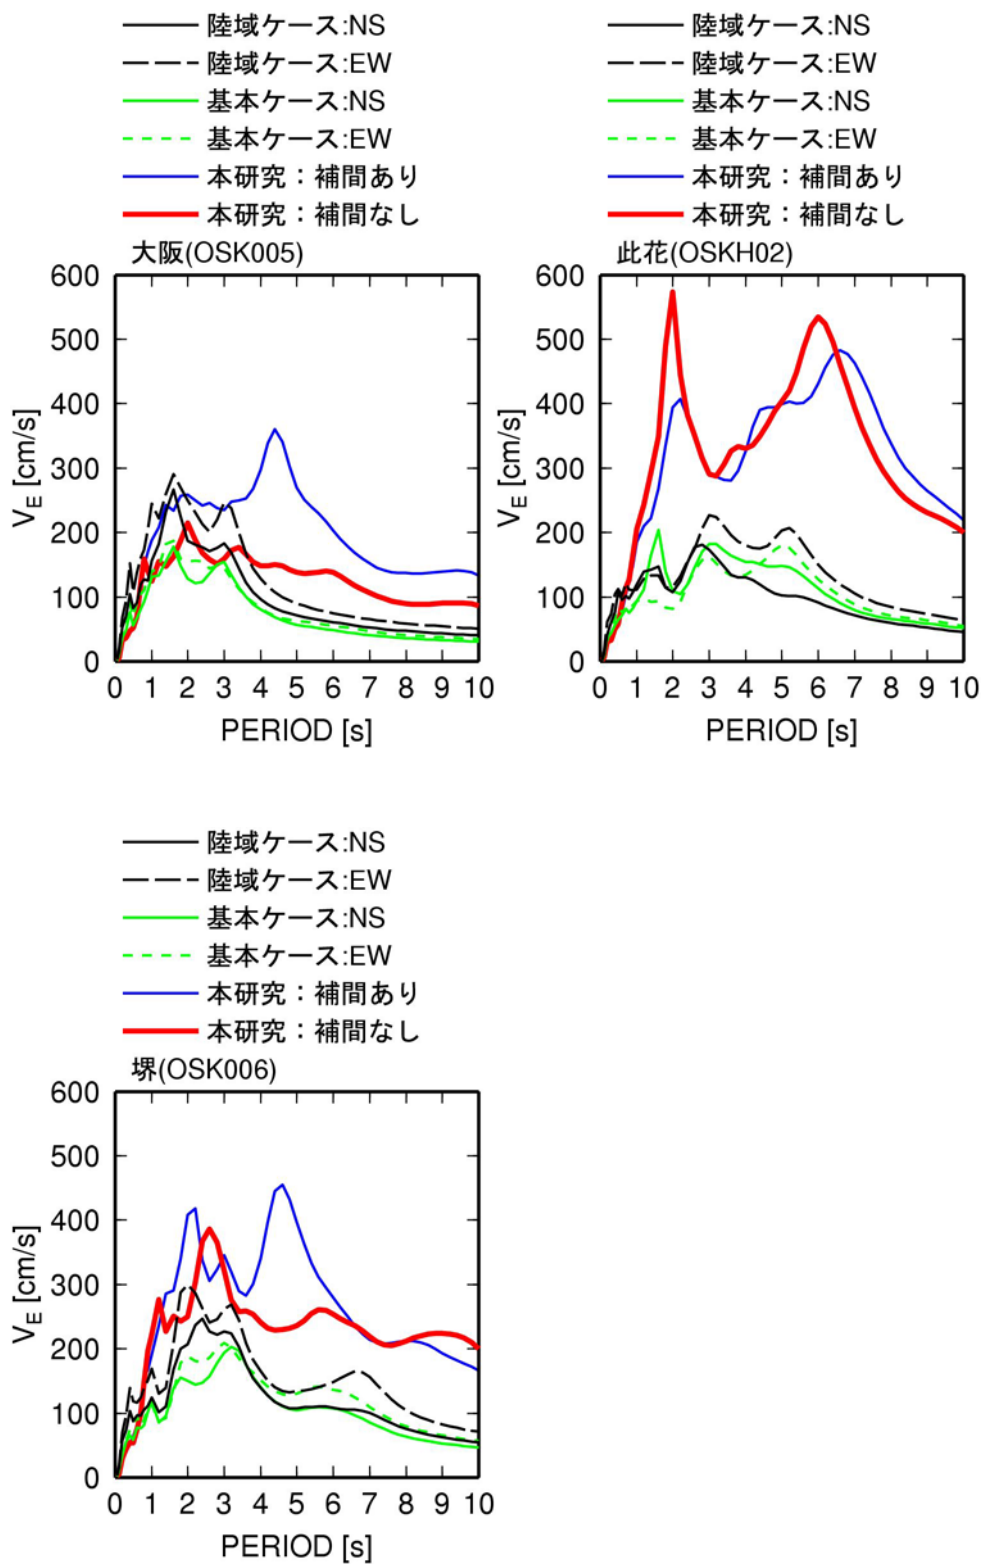 陸域ケース:NS
陸域ケース:EW
基本ケース:NS
基本ケース:EW
本研究：補間あり
本研究：補間なし
大阪(OSK005)
600
500
400
300
200
100
0
V_E [cm/s]
0 1 2 3 4 5 6 7 8 9 10
PERIOD [s]
陸域ケース:NS
陸域ケース:EW
基本ケース:NS
基本ケース:EW
本研究：補間あり
本研究：補間なし
此花(OSKH02)
600
500
400
300
200
100
0
V_E [cm/s]
0 1 2 3 4 5 6 7 8 9 10
PERIOD [s]
陸域ケース:NS
陸域ケース:EW
基本ケース:NS
基本ケース:EW
本研究：補間あり
本研究：補間なし
堺(OSK006)
600
500
400
300
200
100
0
V_E [cm/s]
0 1 2 3 4 5 6 7 8 9 10
PERIOD [s]